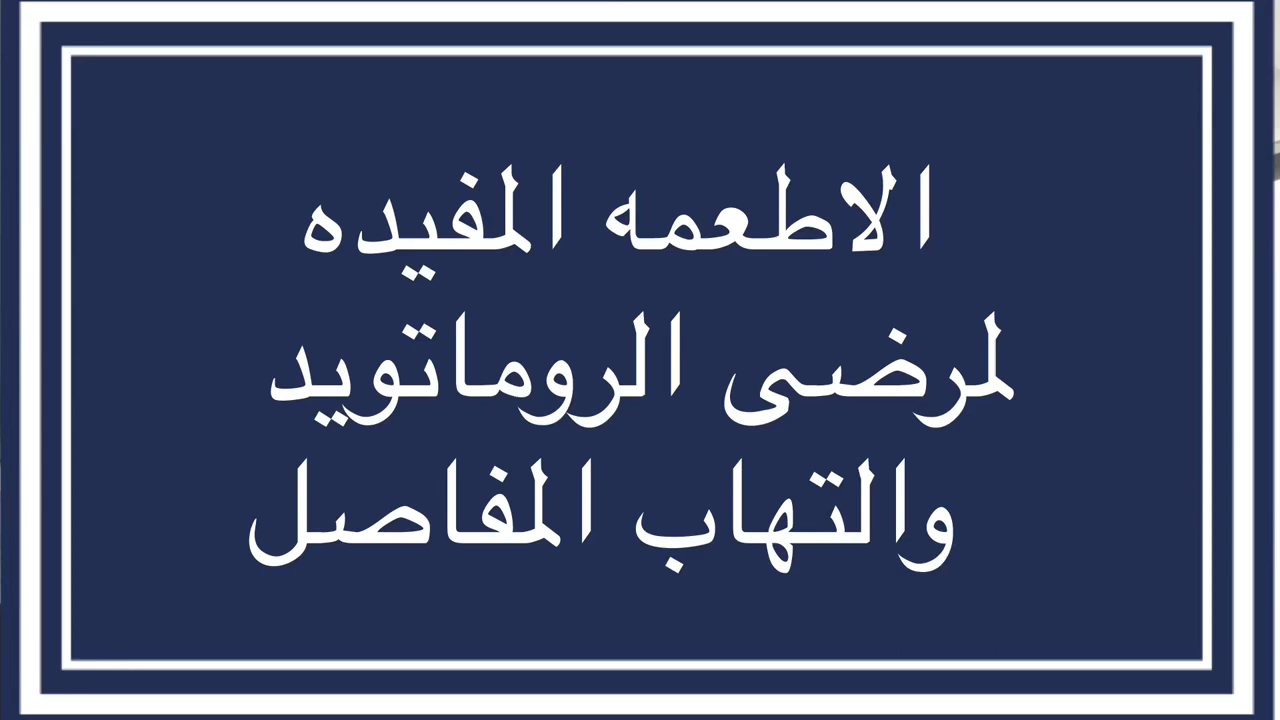 الاطعمه المفيده
لمرضى الروماتويد
والتهاب المفاصل